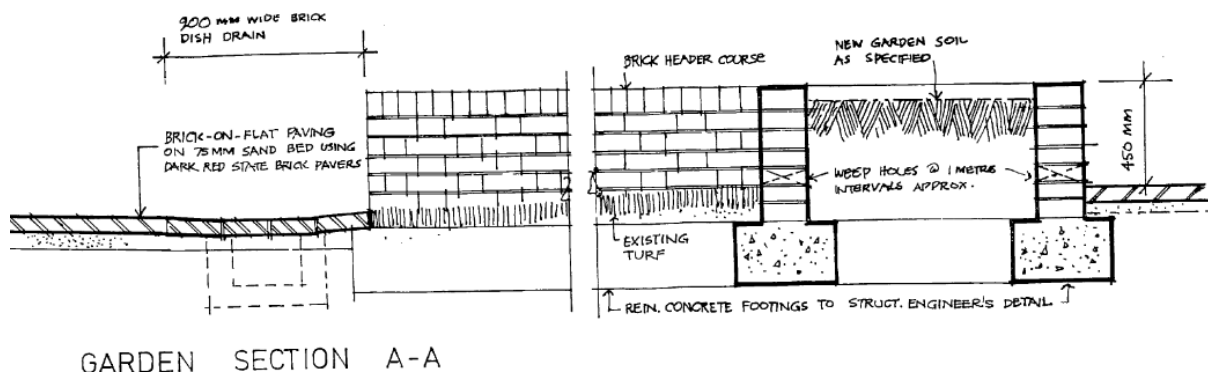 900 MM WIDE BRICK
DISH DRAIN
BRICK HEADER COURSE
NEW GARDEN SOIL
AS SPECIFIED
BRICK-ON-FLAT PAVING
ON 75MM SAND BED USING
DARK RED STATE BRICK PAVERS
WEEP HOLES @ 1 METRE
INTERVALS APPROX.
450 MM
EXISTING
TURF
REIN. CONCRETE FOOTINGS TO STRUCT. ENGINEER'S DETAIL
GARDEN SECTION A-A